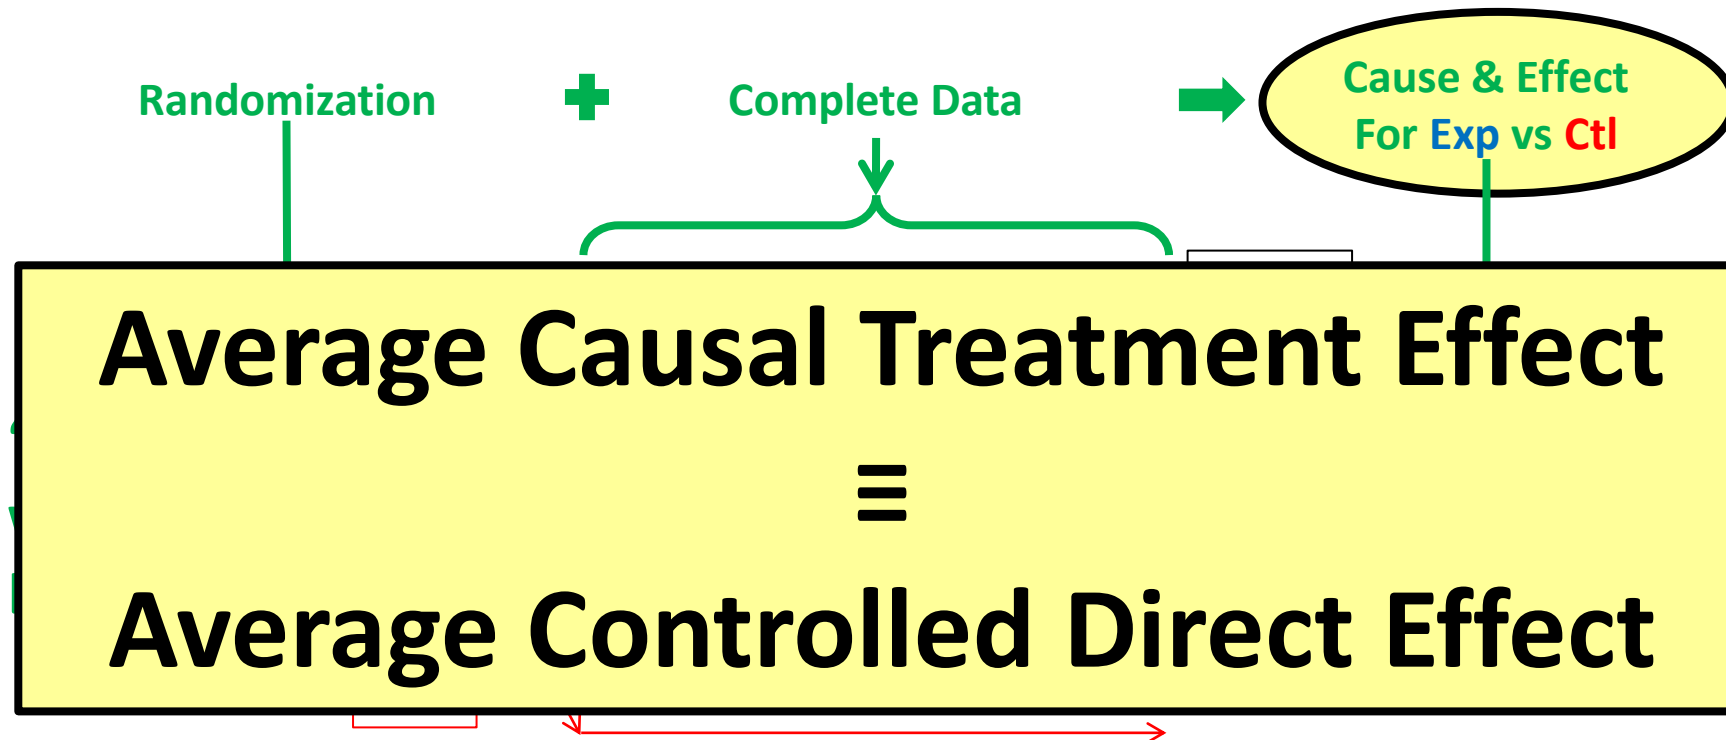 Randomization
Complete Data
Cause & Effect
For Exp vs Ctl
Average Causal Treatment Effect
≡
Average Controlled Direct Effect